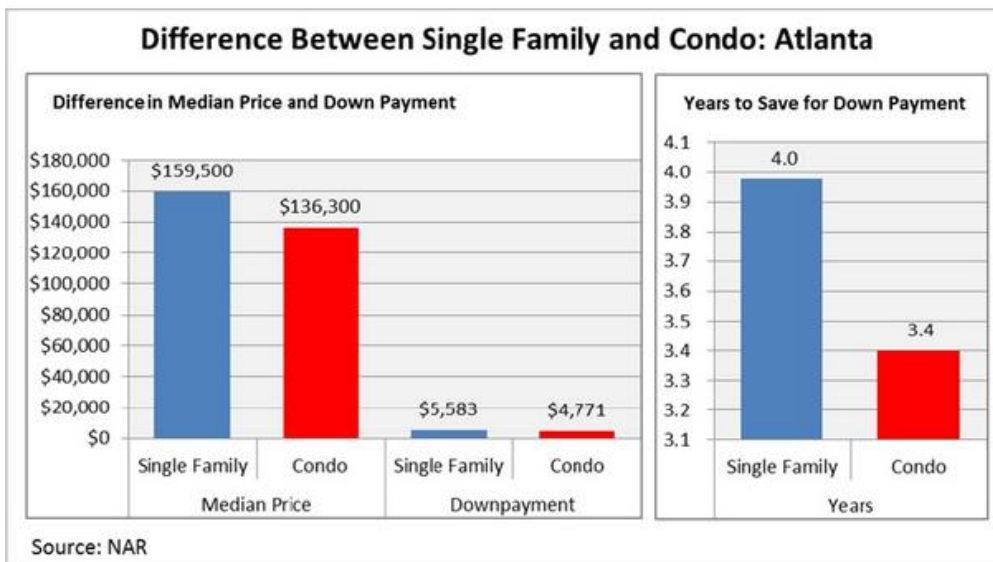 Difference Between Single Family and Condo: Atlanta
Difference in Median Price and Down Payment
$180,000
$160,000
$140,000
$120,000
$100,000
$80,000
$60,000
$40,000
$20,000
$0
$159,500
$136,300
$5,583
$4,771
Single Family
Condo
Single Family
Condo
Median Price
Downpayment
Years to Save for Down Payment
4.1
4.0
3.9
3.8
3.7
3.6
3.5
3.4
3.3
3.2
3.1
4.0
3.4
Single Family
Condo
Years
Source: NAR